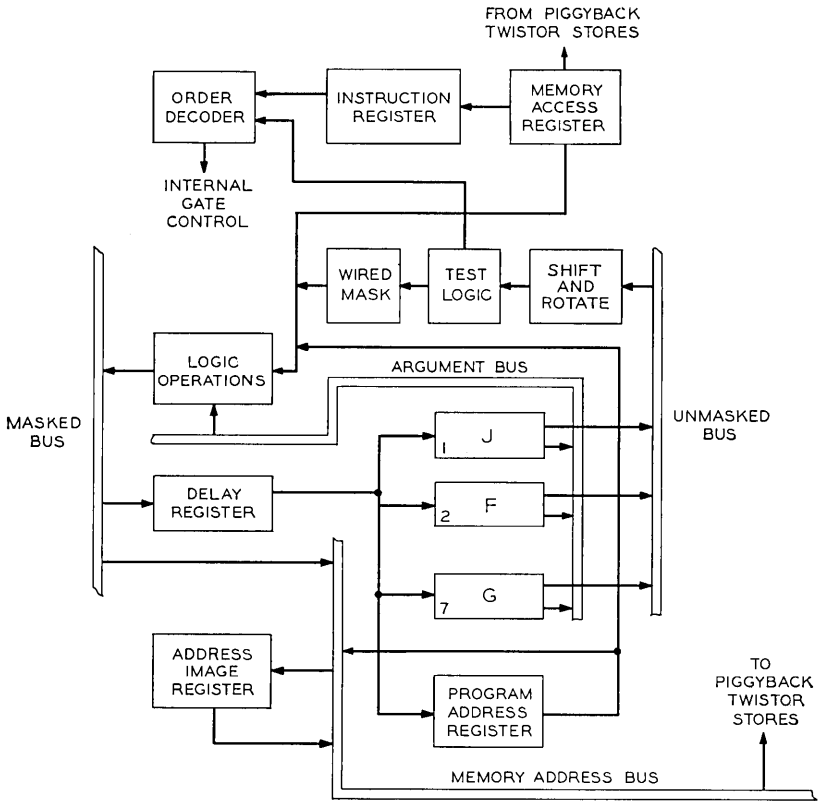 FROM PIGGYBACK
TWISTOR STORES
ORDER
DECODER
INSTRUCTION
REGISTER
MEMORY
ACCESS
REGISTER
INTERNAL
GATE
CONTROL
WIRED
MASK
TEST
LOGIC
SHIFT
AND
ROTATE
LOGIC
OPERATIONS
ARGUMENT BUS
MASKED
BUS
UNMASKED
BUS
1 J
DELAY
REGISTER
2 F
7 G
ADDRESS
IMAGE
REGISTER
PROGRAM
ADDRESS
REGISTER
TO
PIGGYBACK
TWISTOR
STORES
MEMORY ADDRESS BUS